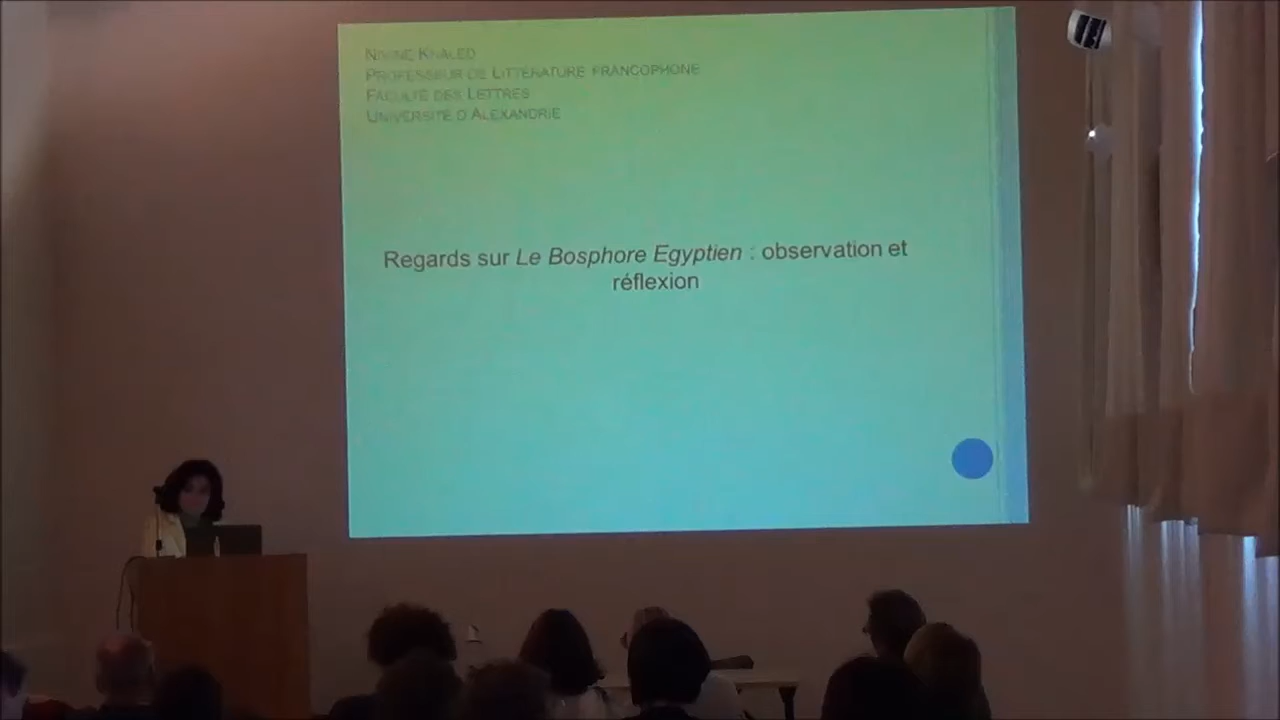 NIVINE KHALED
PROFESSEUR DE LITTÉRATURE FRANCOPHONE
FACULTÉ DES LETTRES
UNIVERSITÉ D'ALEXANDRIE
Regards sur Le Bosphore Egyptien : observation et
réflexion